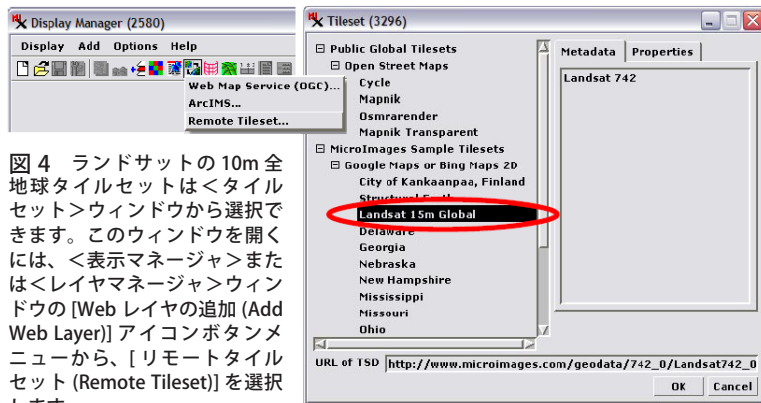 Display Manager (2580)
Display Add Options Help
Web Map Service (OGC)...
ArcIMS...
Remote Tileset...
図 4 ランドサットの 10m 全
地球タイルセットは＜タイル
セット＞ウィンドウから選択で
きます。このウィンドウを開く
には、＜表示マネージャ＞また
は＜レイヤマネージャ＞ウィン
ドウの [Web レイヤの追加 (Add
Web Layer)] アイコンボタンメ
ニューから、[ リモートタイル
セット (Remote Tileset)] を選択
Tileset (3296)
Public Global Tilesets
Open Street Maps
Cycle
Mapnik
Osmrarender
Mapnik Transparent
MicroImages Sample Tilesets
Google Maps or Bing Maps 2D
City of Kankaanpaa, Finland
Landsat 15m Global
Delaware
Georgia
Nebraska
New Hampshire
Mississippi
Missouri
Ohio
Metadata Properties
Landsat 742
URL of TSD http://www.microimages.com/geodata/742_0/Landsat742_0
OK Cancel